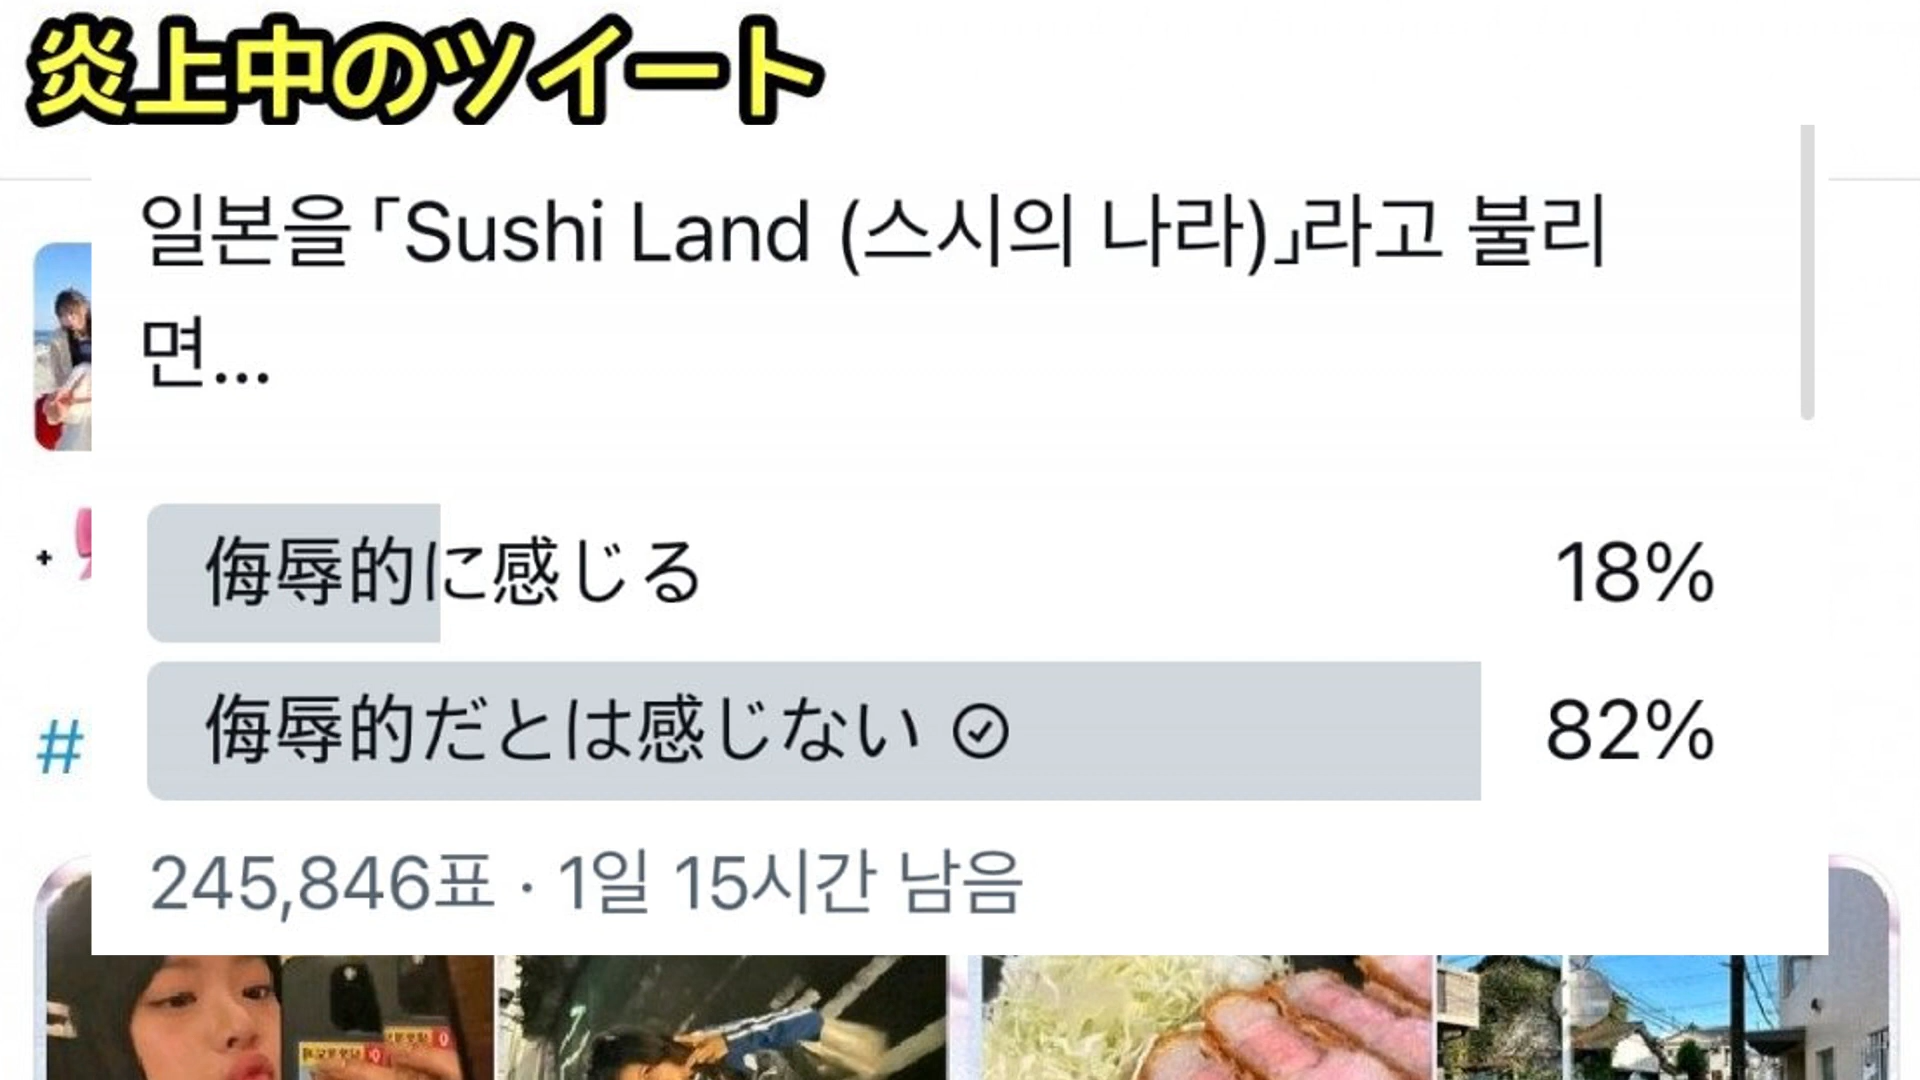 炎上中のツイート
일본을 「Sushi Land (스시의 나라)」라고 불리
면...
侮辱的に感じる
18%
侮辱的だとは感じない
82%
#
245,846표 · 1일 15시간 남음